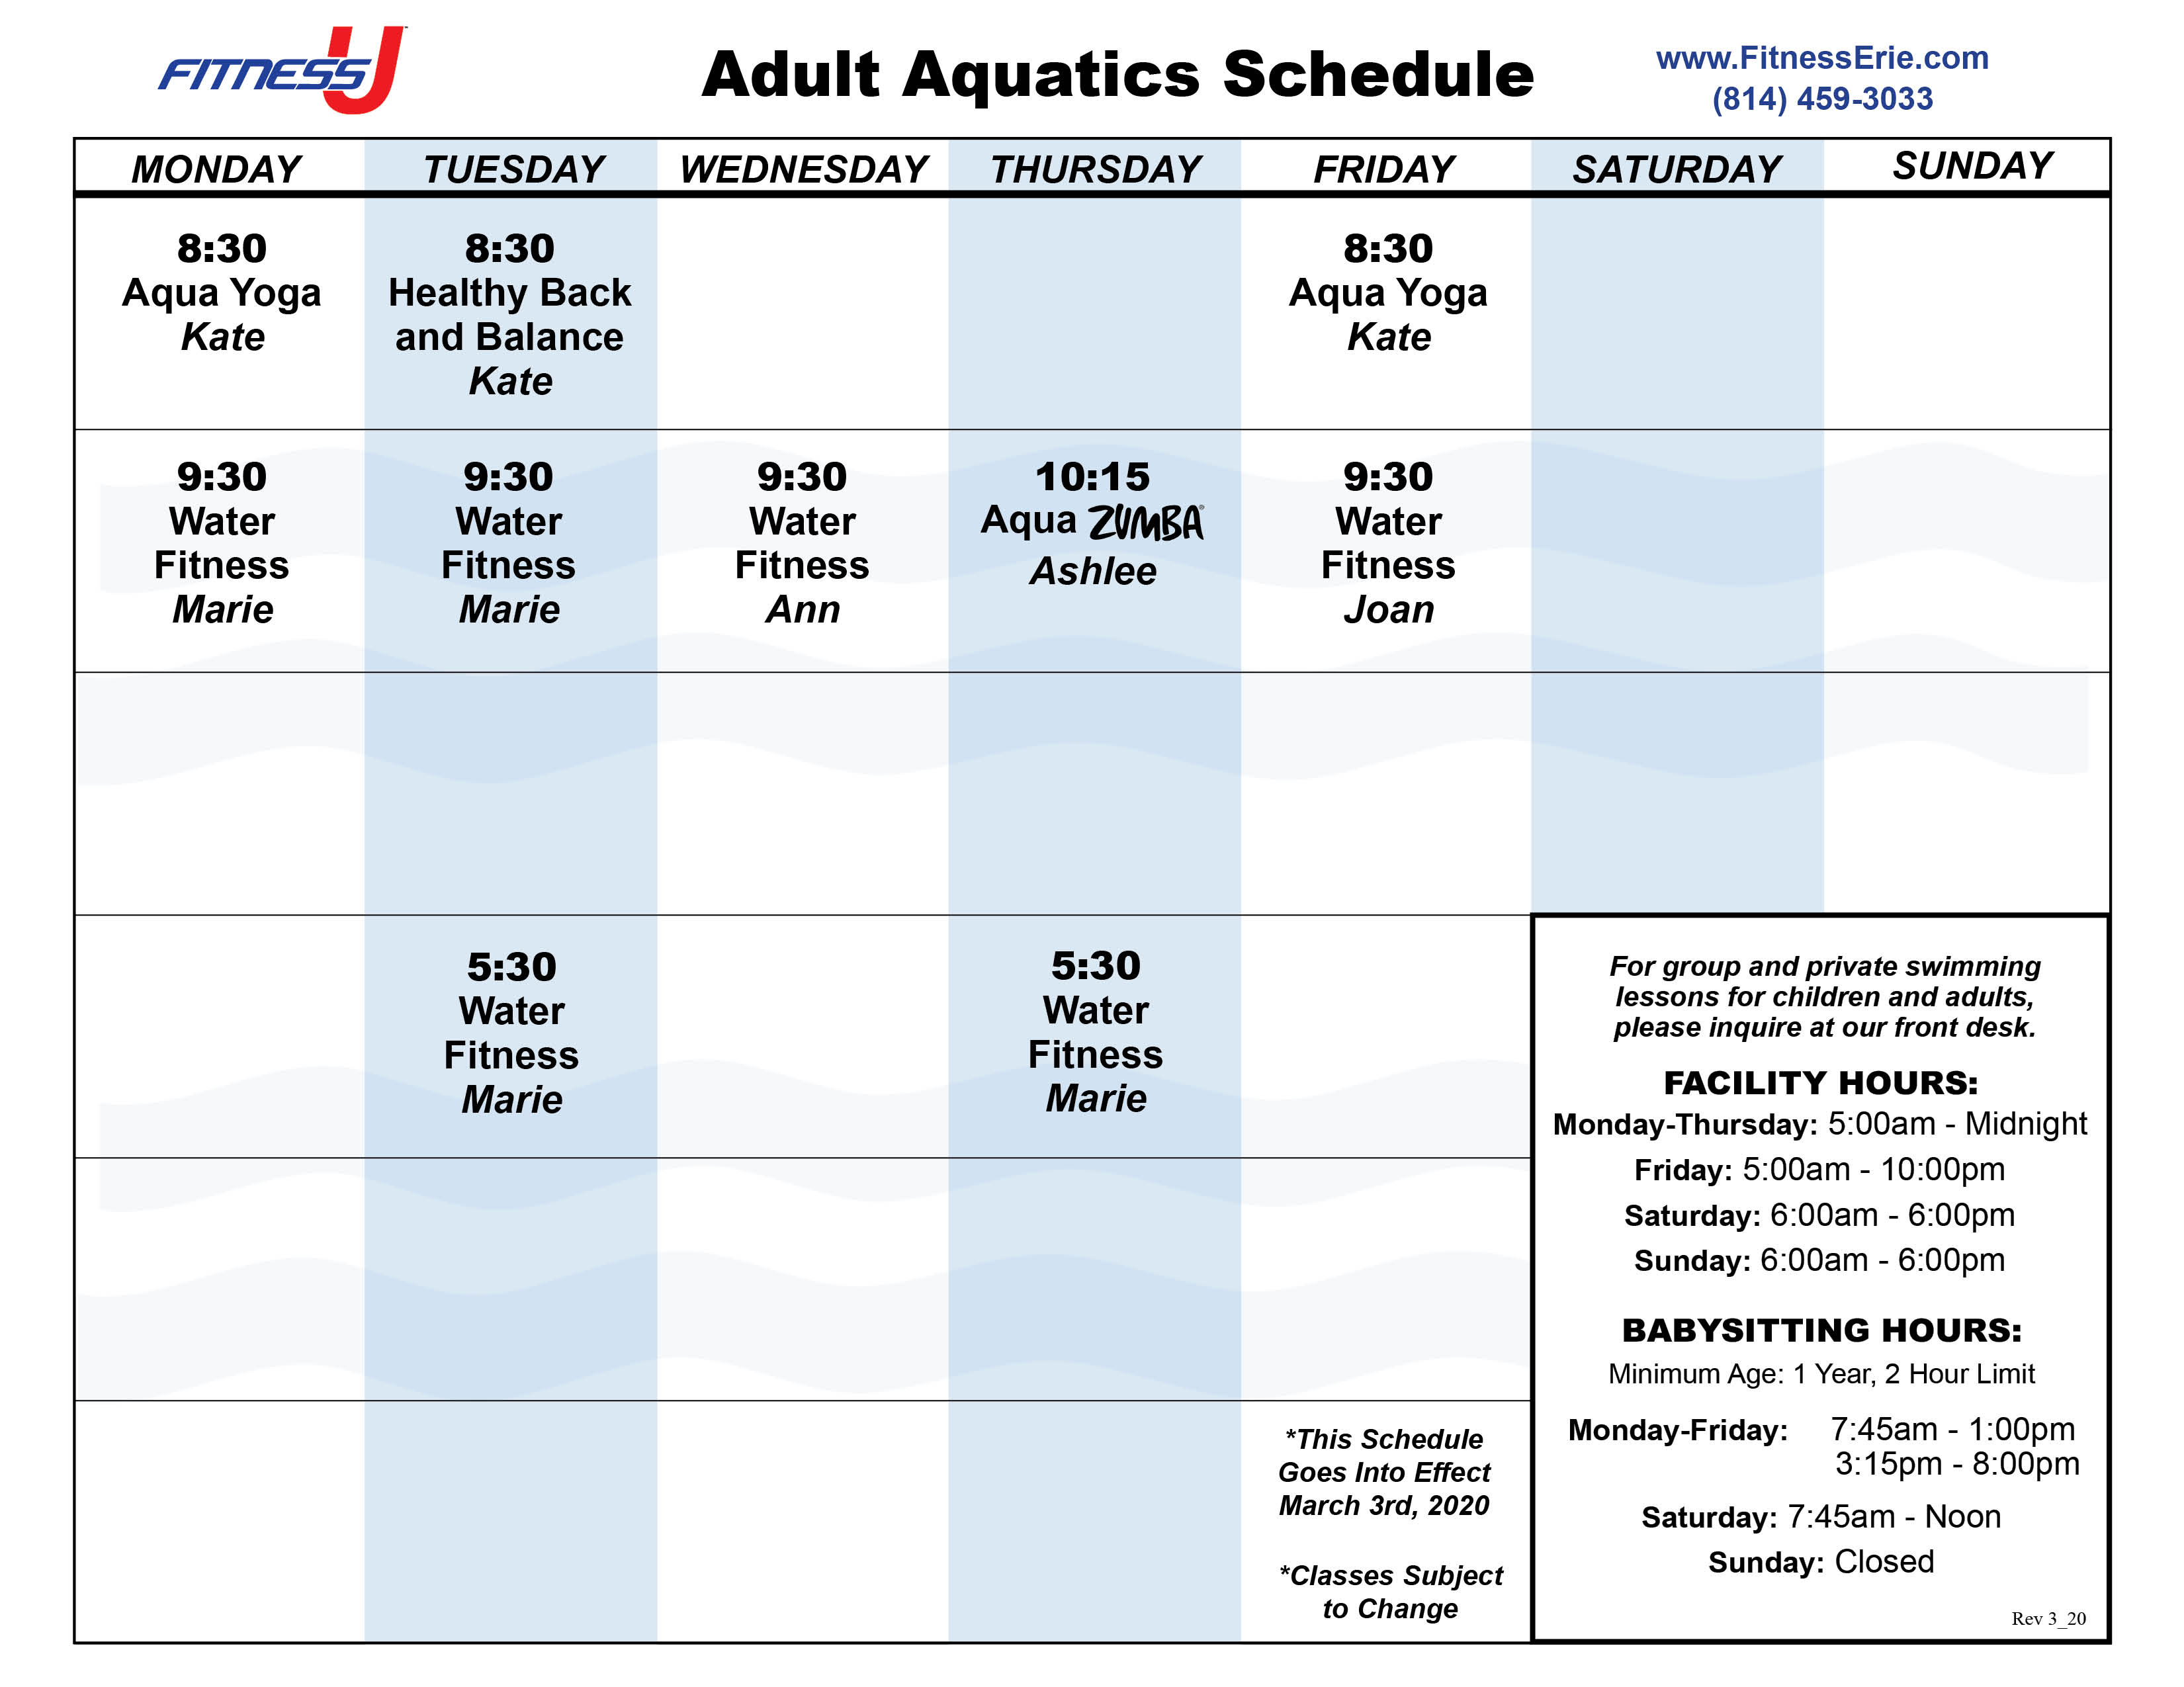 FITNESS U™
Adult Aquatics Schedule
www.FitnessErie.com
(814) 459-3033
MONDAY TUESDAY WEDNESDAY THURSDAY FRIDAY SATURDAY SUNDAY
8:30
Aqua Yoga
Kate
8:30
Healthy Back
and Balance
Kate
8:30
Aqua Yoga
Kate
9:30
Water
Fitness
Marie
9:30
Water
Fitness
Marie
9:30
Water
Fitness
Ann
10:15
Aqua ZUMBA®
Ashlee
9:30
Water
Fitness
Joan
5:30
Water
Fitness
Marie
5:30
Water
Fitness
Marie
*This Schedule
Goes Into Effect
March 3rd, 2020
*Classes Subject
to Change
For group and private swimming
lessons for children and adults,
please inquire at our front desk.
FACILITY HOURS:
Monday-Thursday: 5:00am - Midnight
Friday: 5:00am - 10:00pm
Saturday: 6:00am - 6:00pm
Sunday: 6:00am - 6:00pm
BABYSITTING HOURS:
Minimum Age: 1 Year, 2 Hour Limit
Monday-Friday: 7:45am - 1:00pm
3:15pm - 8:00pm
Saturday: 7:45am - Noon
Sunday: Closed
Rev 3_20